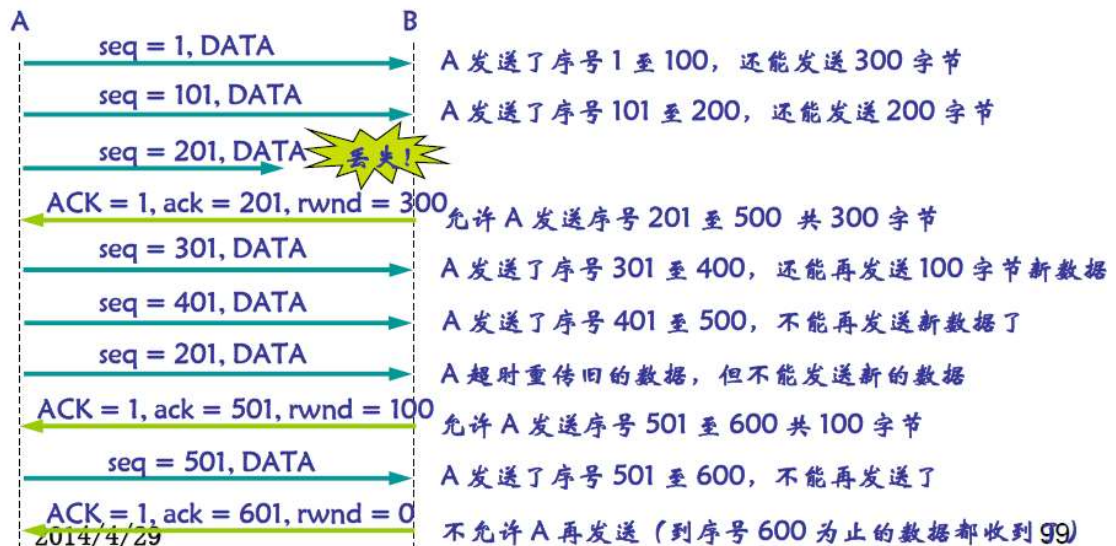 A B
seq = 1, DATA
A 发送了序号 1 至 100，还能发送 300 字节
seq = 101, DATA
A 发送了序号 101 至 200，还能发送 200 字节
seq = 201, DATA 丢失！
ACK = 1, ack = 201, rwnd = 300
允许 A 发送序号 201 至 500 共 300 字节
seq = 301, DATA
A 发送了序号 301 至 400，还能再发送 100 字节新数据
seq = 401, DATA
A 发送了序号 401 至 500，不能再发送新数据了
seq = 201, DATA
A 超时重传旧的数据，但不能发送新的数据
ACK = 1, ack = 501, rwnd = 100
允许 A 发送序号 501 至 600 共 100 字节
seq = 501, DATA
A 发送了序号 501 至 600，不能再发送了
ACK = 1, ack = 601, rwnd = 0
不允许 A 再发送（到序号 600 为止的数据都收到了）
2014/4/29
99